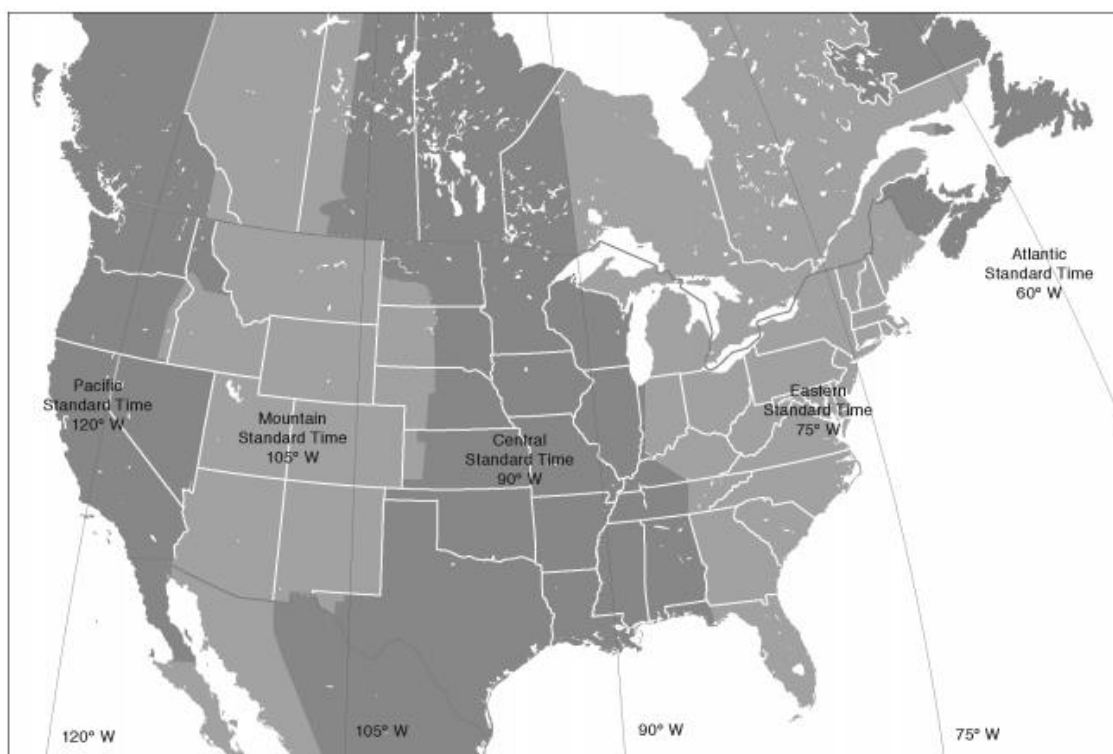 Atlantic
Standard Time
60° W
Pacific
Standard Time
120° W
Mountain
Standard Time
105° W
Central
Standard Time
90° W
Eastern
Standard Time
75° W
120° W
105° W
90° W
75° W